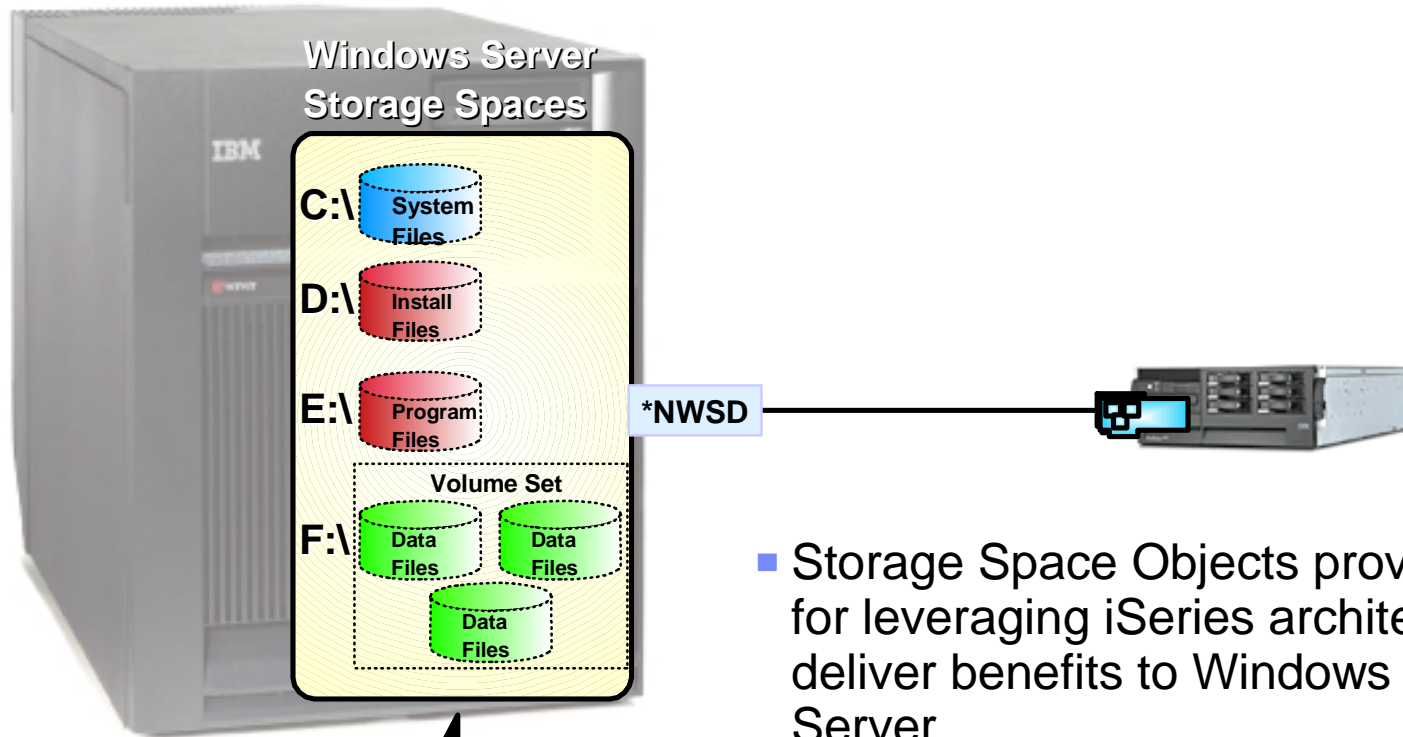 Windows Server
Storage Spaces
IBM
C:\
System
Files
D:\
Install
Files
E:\
Program
Files
*NWSD
Volume Set
F:\
Data
Files
Data
Files
Data
Files
Storage Space Objects prov
for leveraging iSeries archite
deliver benefits to Windows
Server